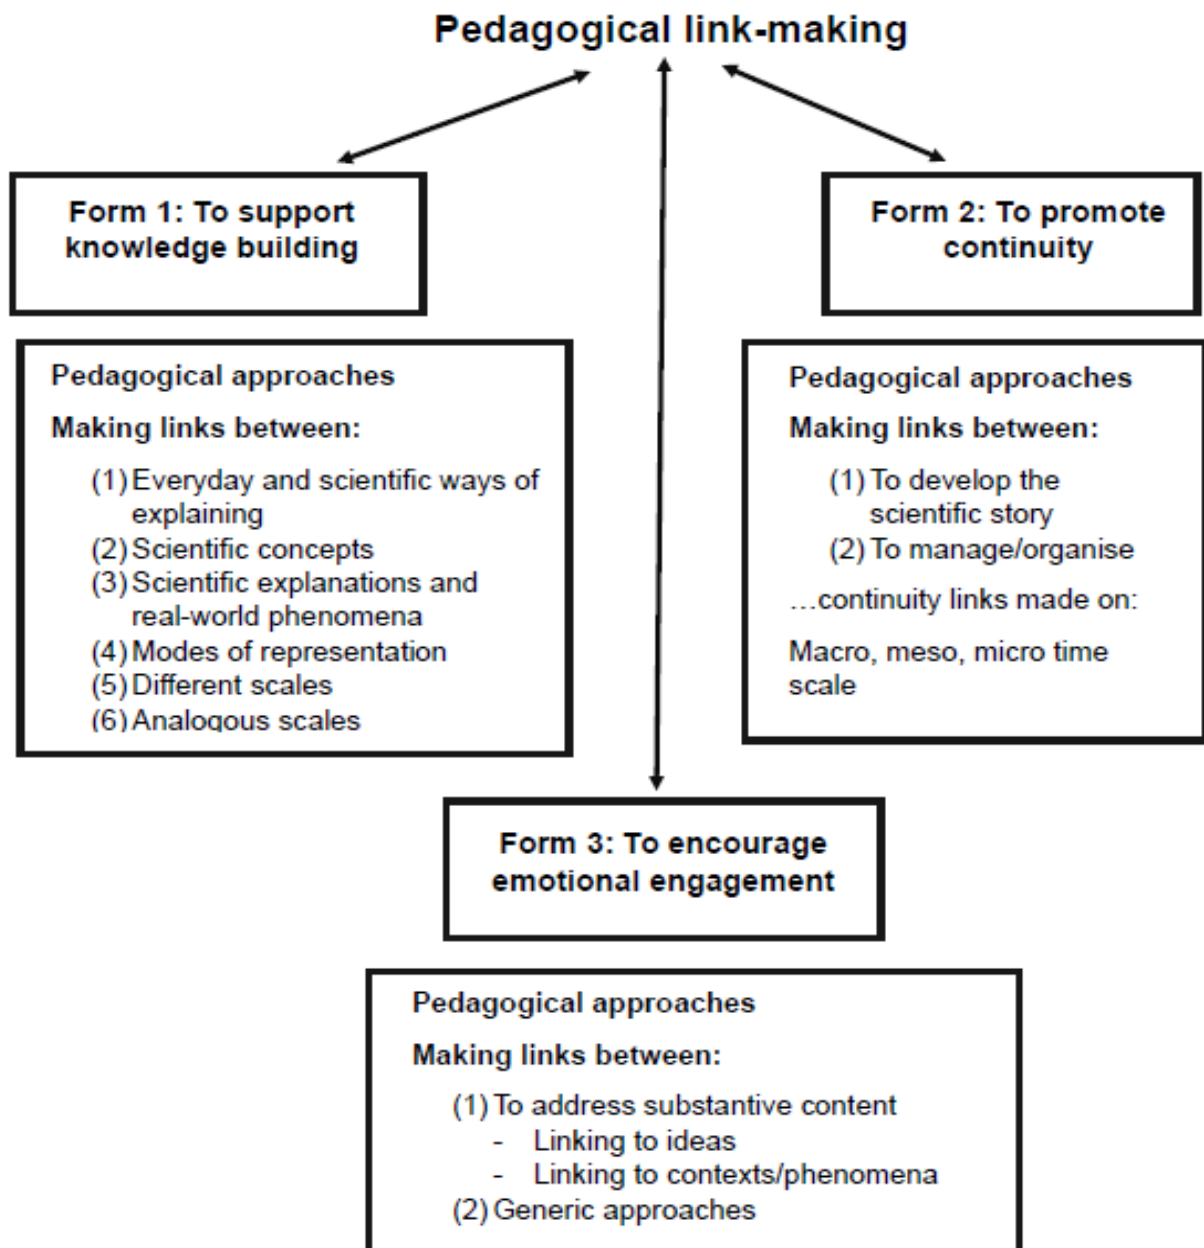 Pedagogical link-making
Form 1: To support
knowledge building
Form 2: To promote
continuity
Pedagogical approaches
Making links between:
(1) Everyday and scientific ways of
explaining
(2) Scientific concepts
(3) Scientific explanations and
real-world phenomena
(4) Modes of representation
(5) Different scales
(6) Analogous scales
Pedagogical approaches
Making links between:
(1) To develop the
scientific story
(2) To manage/organise
…continuity links made on:
Macro, meso, micro time
scale
Form 3: To encourage
emotional engagement
Pedagogical approaches
Making links between:
(1) To address substantive content
- Linking to ideas
- Linking to contexts/phenomena
(2) Generic approaches